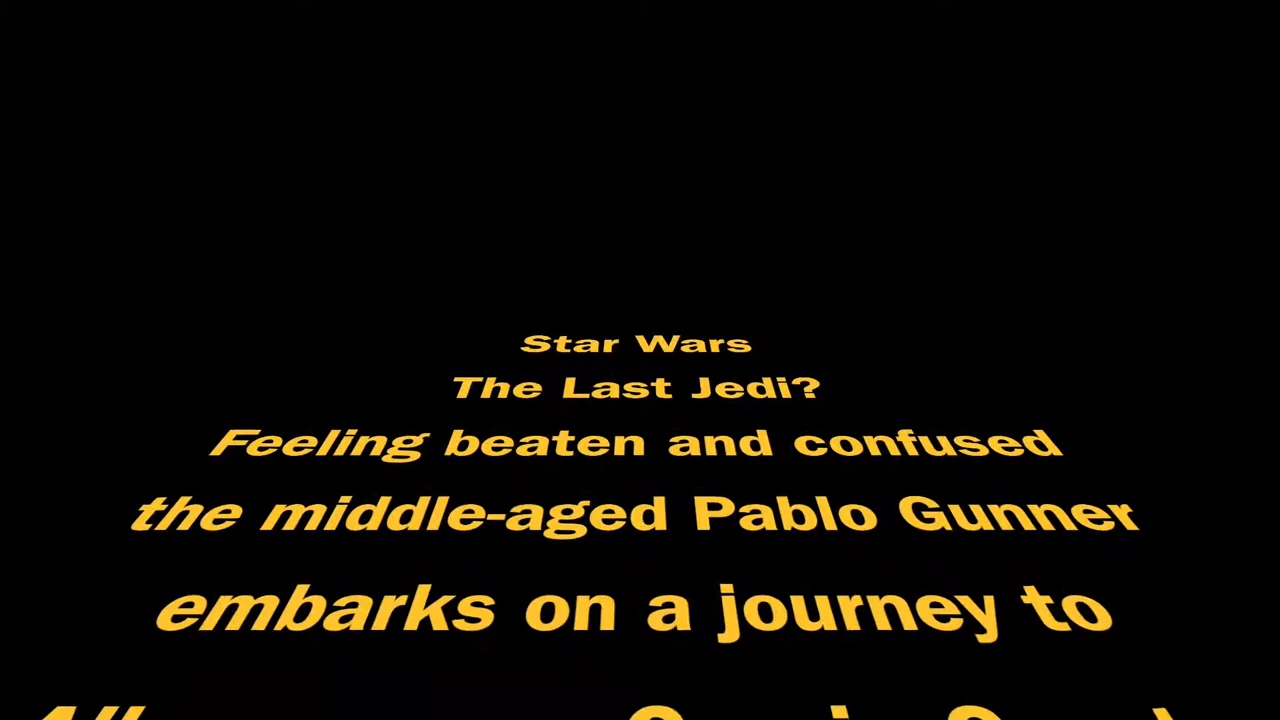 Star Wars
The Last Jedi?
Feeling beaten and confused
the middle-aged Pablo Gunner
embarks on a journey to